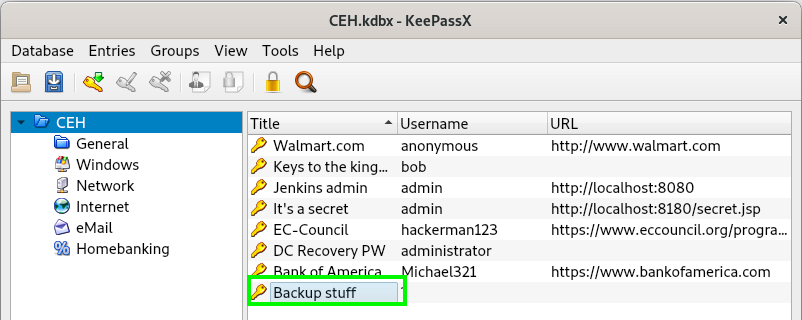 CEH.kdbx - KeePassX
Database Entries Groups View Tools Help
CEH
General
Windows
Network
Internet
eMail
Homebanking
Title Username URL
Walmart.com anonymous http://www.walmart.com
Keys to the king... bob
Jenkins admin admin http://localhost:8080
It's a secret admin http://localhost:8180/secret.jsp
EC-Council hackerman123 https://www.eccouncil.org/progra...
DC Recovery PW administrator
Bank of America Michael321 https://www.bankofamerica.com
Backup stuff